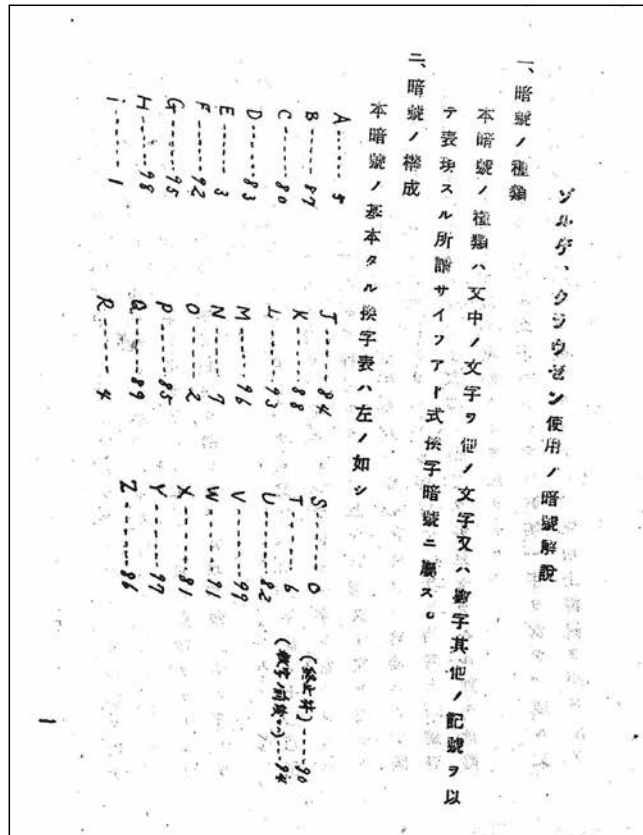 ゾルゲ、クラウゼン使用ノ暗號解說
一、暗號ノ種類
本暗號ノ種類ハ文中ノ文字ヲ他ノ文字又ハ數字其他ノ記號ヲ以
テ表現スル所謂サイファー式換字暗號ニ屬ス。
二、暗號ノ構成
本暗號ノ基本タル換字表ハ左ノ如シ
A------5
B------87
C------80
D------83
E------3
F------92
G------95
H------98
i------1
J------84
K------88
L------93
M------96
N------7
O------2
P------85
Q------89
R------4
S------0
T------6
U------82
V------99
W------91
X------81
Y------97
Z------86
(終止符)----90
(數字ノ前後ハ)----94
1